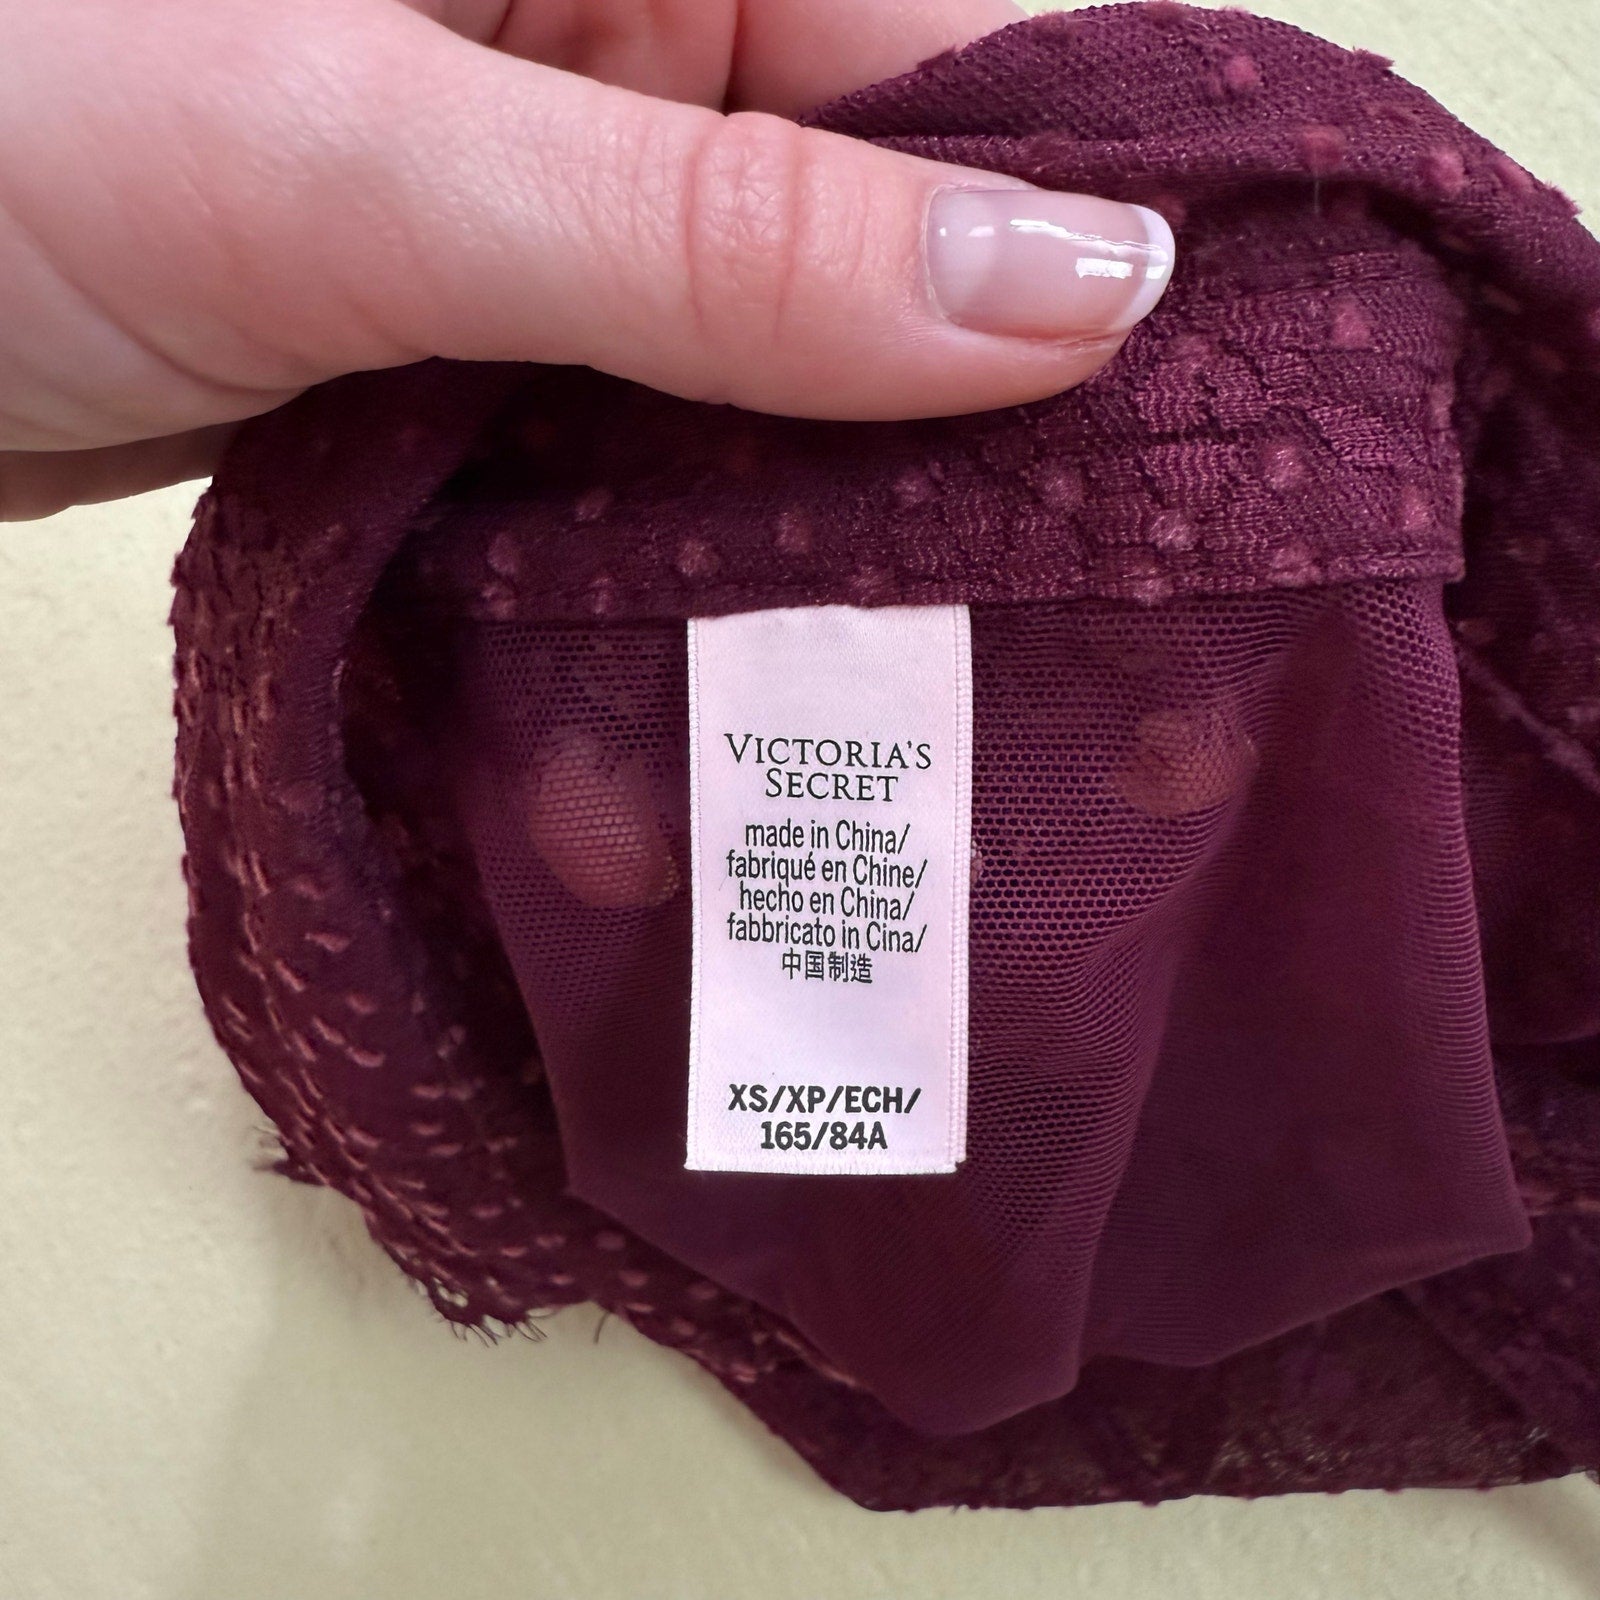 VICTORIA'S
SECRET
made in China/
fabriqué en Chine/
hecho en China/
fabbricato in Cina/
中国制造
XS/XP/ECH/
165/84A